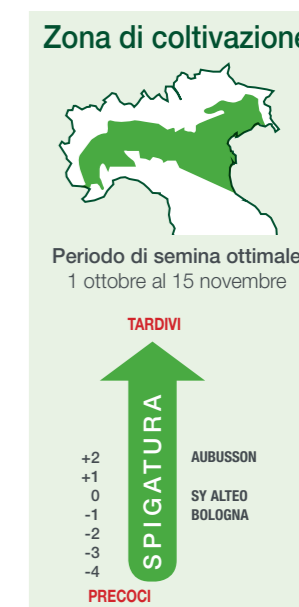 Zona di coltivazione
Periodo di semina ottimale
1 ottobre al 15 novembre
TARDIVI
SPIGATURA
+2 AUBUSSON
+1
0 SY ALTEO
-1 BOLOGNA
-2
-3
-4
PRECOCI